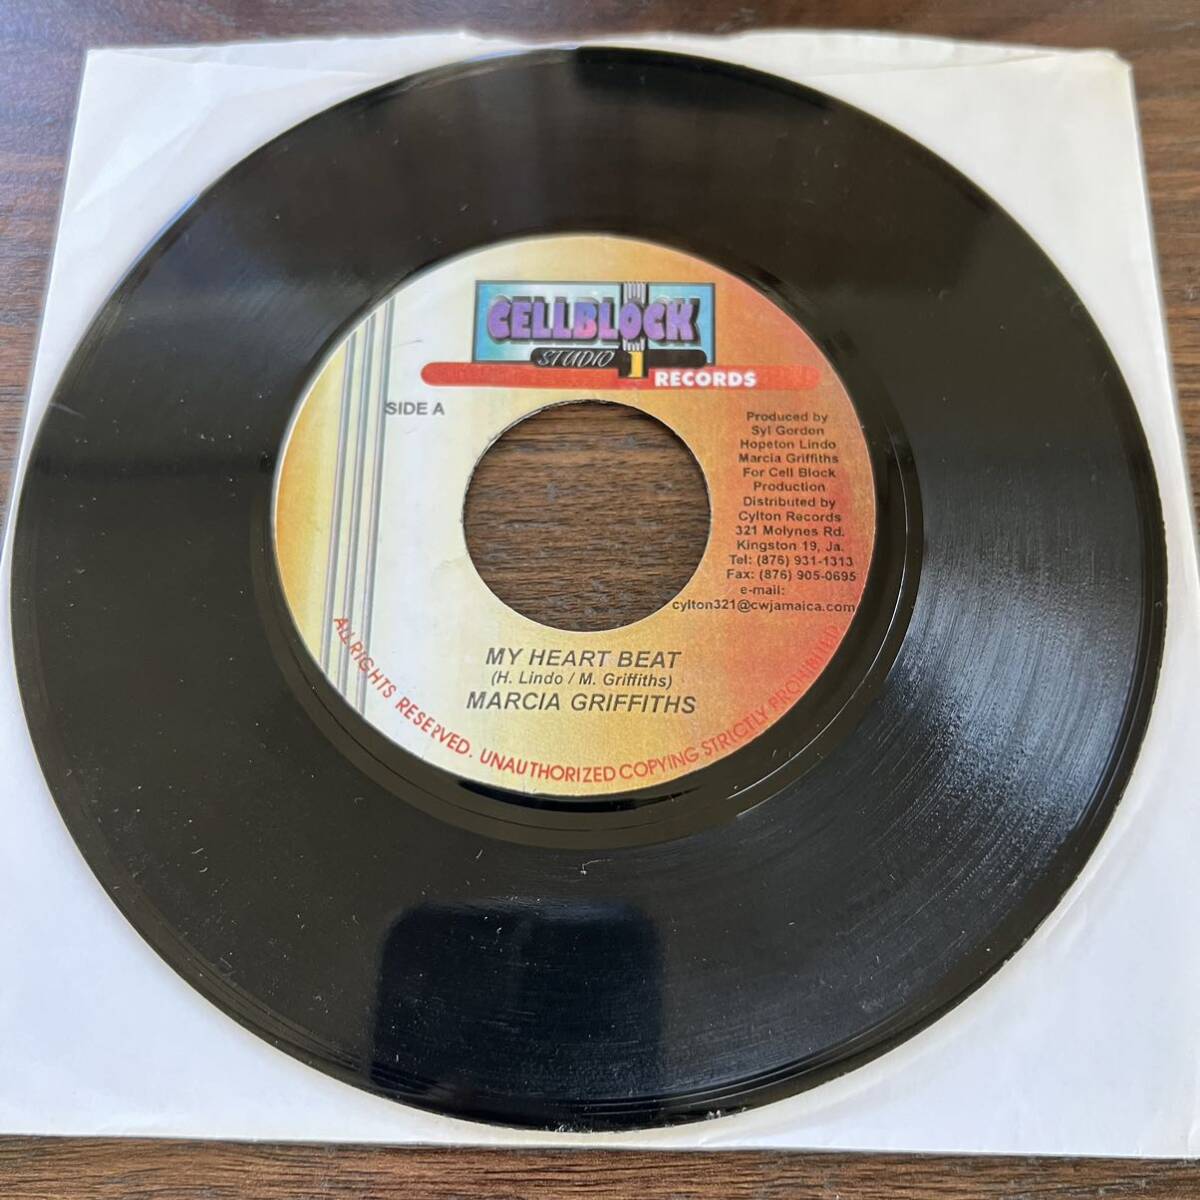 CELLBLOCK
STUDIO 1
RECORDS
SIDE A
Produced by
Syl Gordon
Hopeton Lindo
Marcia Griffiths
For Cell Block
Production
Distributed by
Cylton Records
321 Molynes Rd.
Kingston 19, Ja.
Tel: (876) 931-1313
Fax: (876) 905-0695
e-mail:
cylton321@cwjamaica.com
MY HEART BEAT
(H. Lindo / M. Griffiths)
MARCIA GRIFFITHS
ALL RIGHTS RESERVED. UNAUTHORIZED COPYING STRICTLY PROHIBITED